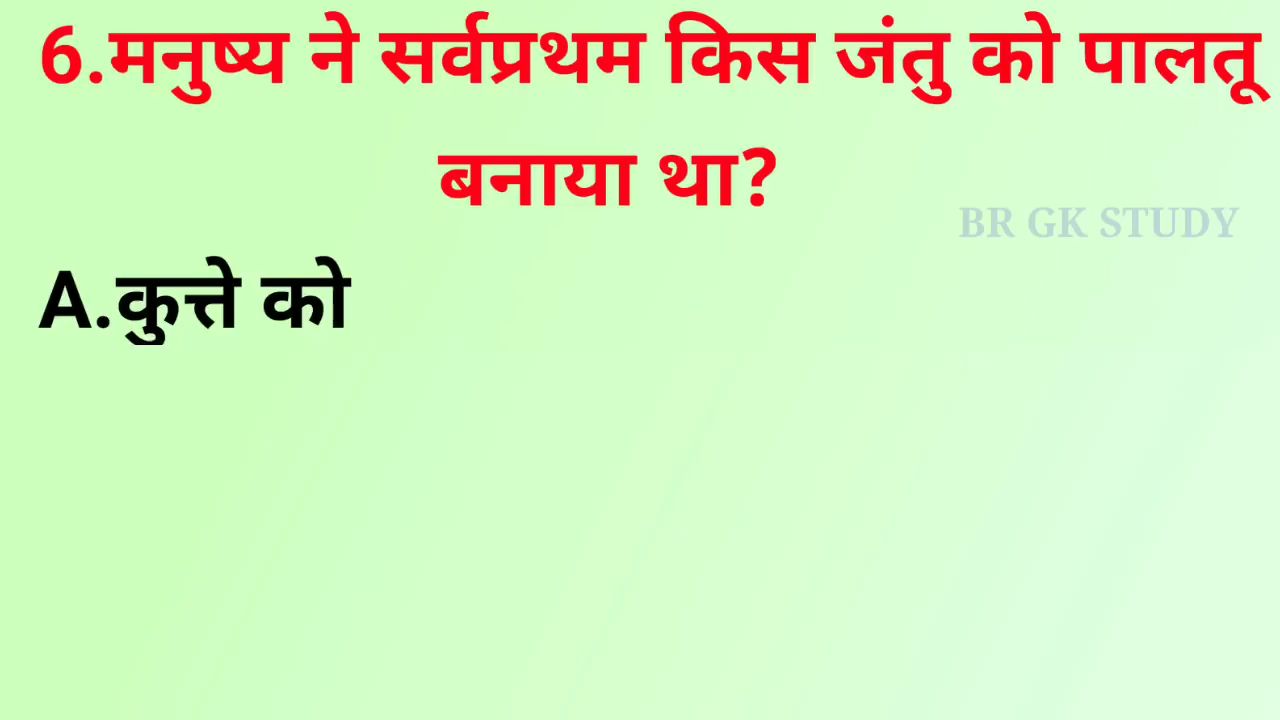 6.मनुष्य ने सर्वप्रथम किस जंतु को पालतू
बनाया था?
BR GK STUDY
A.कुत्ते को